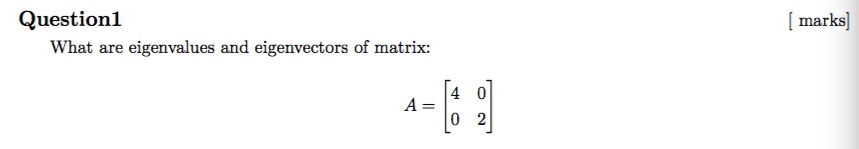 Question1 [ marks]
What are eigenvalues and eigenvectors of matrix:
A = [4 0
0 2]